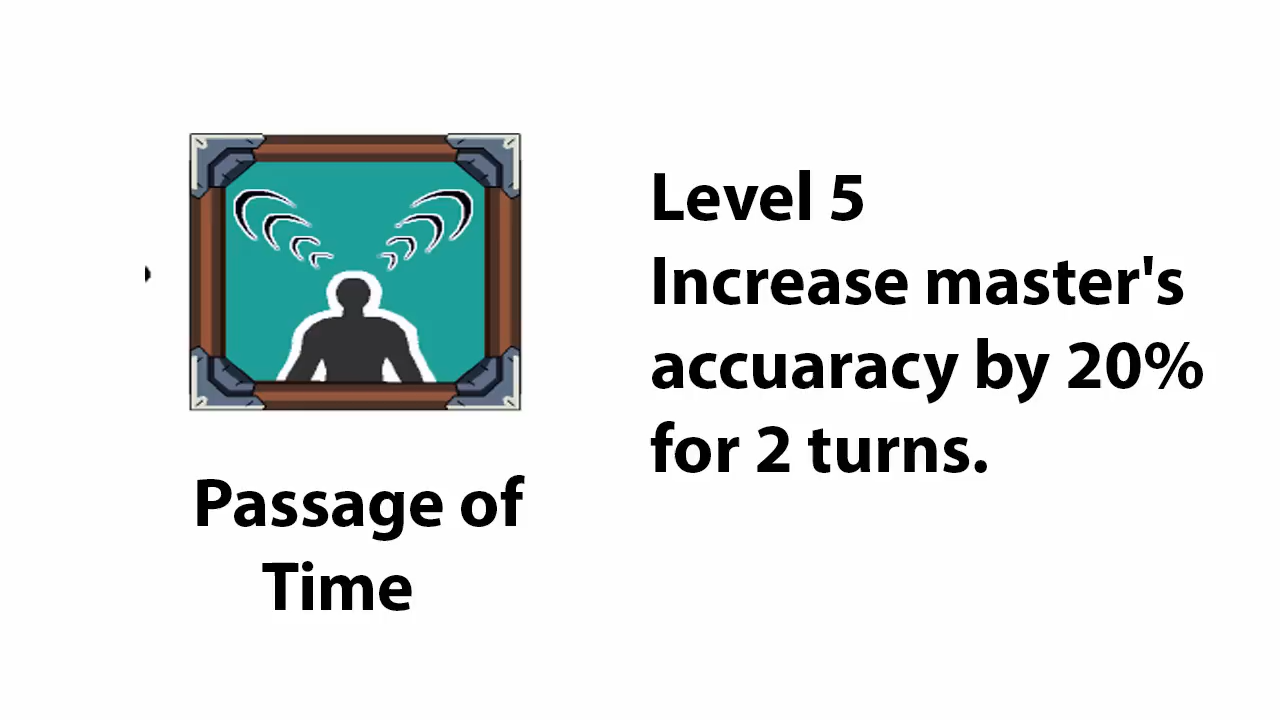 Passage of
Time
Level 5
Increase master's
accuaracy by 20%
for 2 turns.